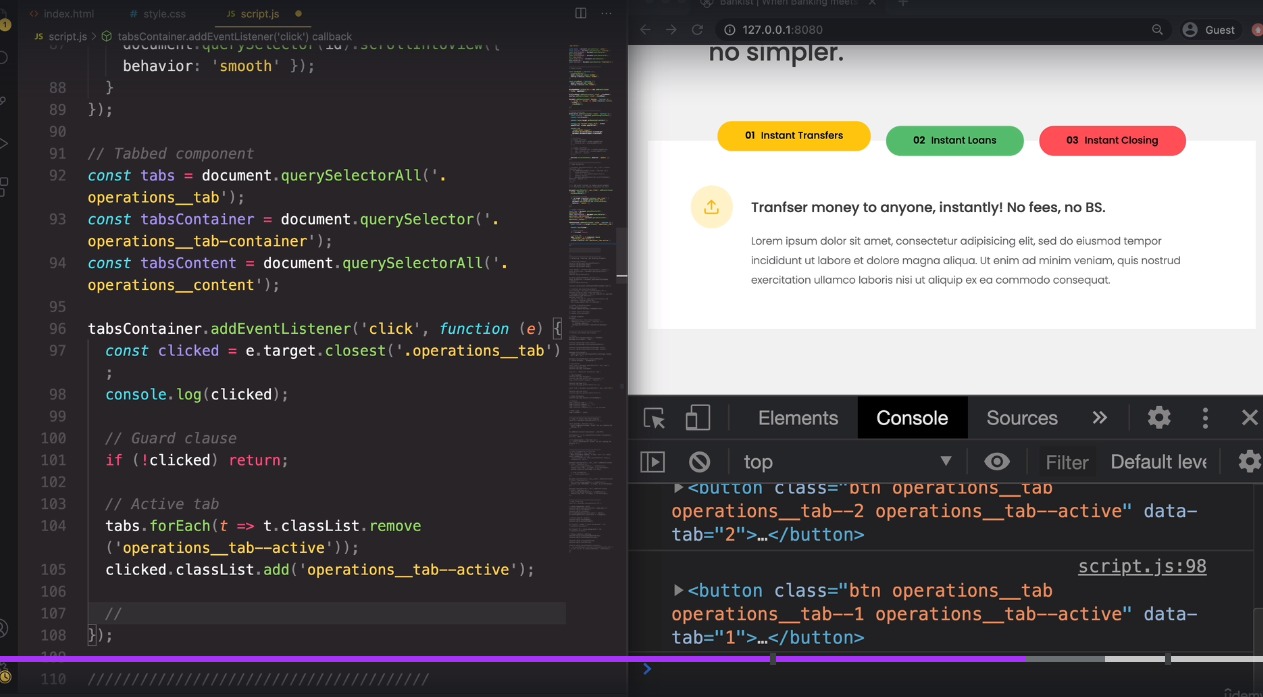 index.html
# style.css
JS script.js
JS script.js > tabsContainer.addEventListener('click') callback
87 document.querySelector(id).scrollIntoView({
behavior: 'smooth' });
88 }
89 });
90
91 // Tabbed component
92 const tabs = document.querySelectorAll('.
operations__tab');
93 const tabsContainer = document.querySelector('.
operations__tab-container');
94 const tabsContent = document.querySelectorAll('.
operations__content');
95
96 tabsContainer.addEventListener('click', function (e) {
97 const clicked = e.target.closest('.operations__tab')
;
98 console.log(clicked);
99
100 // Guard clause
101 if (!clicked) return;
102
103 // Active tab
104 tabs.forEach(t => t.classList.remove
('operations__tab--active'));
105 clicked.classList.add('operations__tab--active');
106
107 //
108 });
109
110 ///////////////////////////////////////
Bankist | When Banking meets
127.0.0.1:8080
Guest
no simpler.
01 Instant Transfers
02 Instant Loans
03 Instant Closing
Tranfser money to anyone, instantly! No fees, no BS.
Lorem ipsum dolor sit amet, consectetur adipisicing elit, sed do eiusmod tempor
incididunt ut labore et dolore magna aliqua. Ut enim ad minim veniam, quis nostrud
exercitation ullamco laboris nisi ut aliquip ex ea commodo consequat.
Elements
Console
Sources
top
Filter
Default leve
<button class="btn operations__tab
operations__tab--2 operations__tab--active" data-
tab="2">…</button>
script.js:98
<button class="btn operations__tab
operations__tab--1 operations__tab--active" data-
tab="1">…</button>
ûdemy